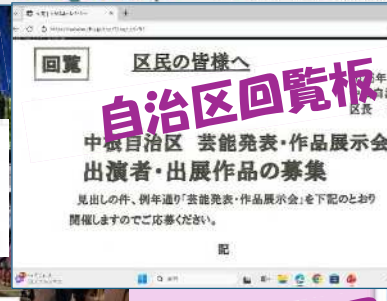 回覧 区民の皆様へ
自治区回覧板
年
区長
中根自治区 芸能発表・作品展示会
出演者・出展作品の募集
見出しの件、例年通り「芸能発表・作品展示会」を下記のとおり
開催しますのでご応募ください。
記